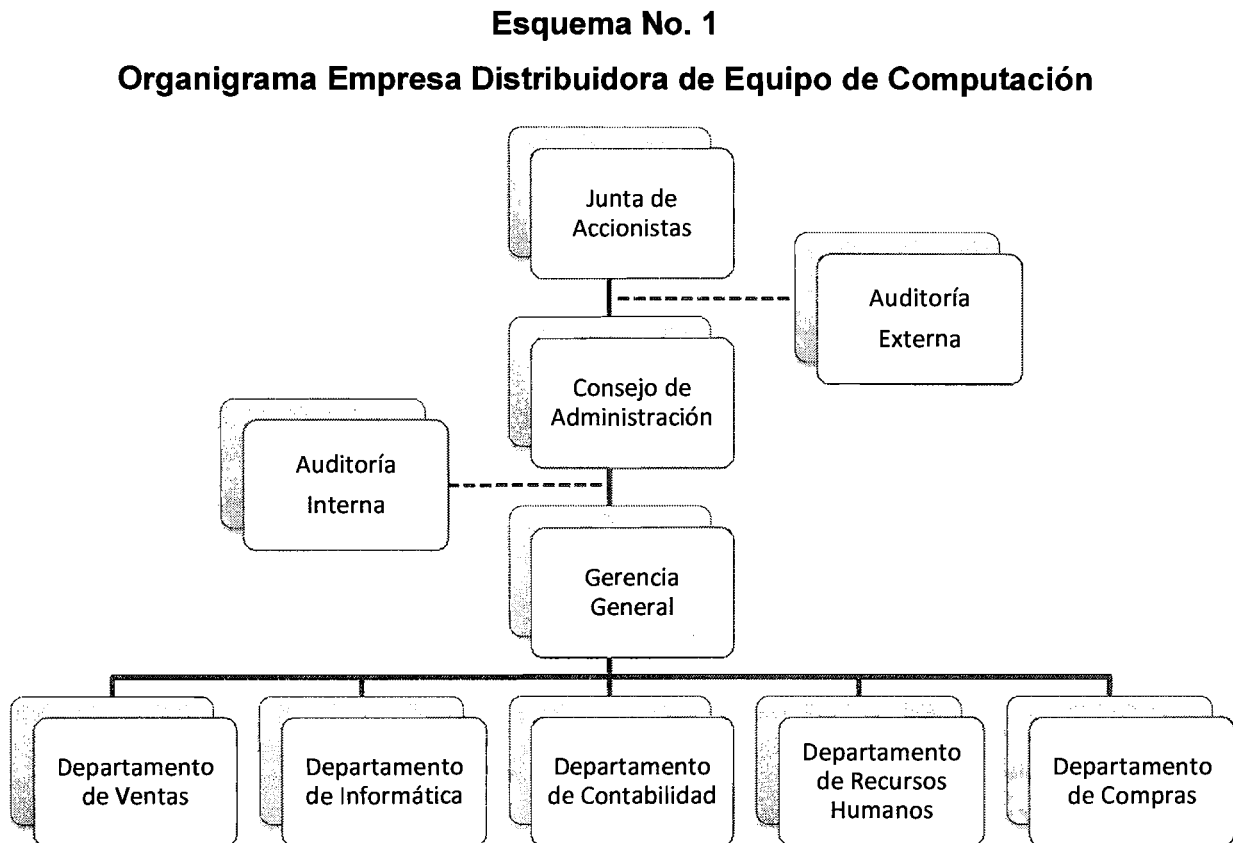 Esquema No. 1
Organigrama Empresa Distribuidora de Equipo de Computación
Junta de
Accionistas
Auditoría
Externa
Consejo de
Administración
Auditoría
Interna
Gerencia
General
Departamento
de Ventas
Departamento
de Informática
Departamento
de Contabilidad
Departamento
de Recursos
Humanos
Departamento
de Compras